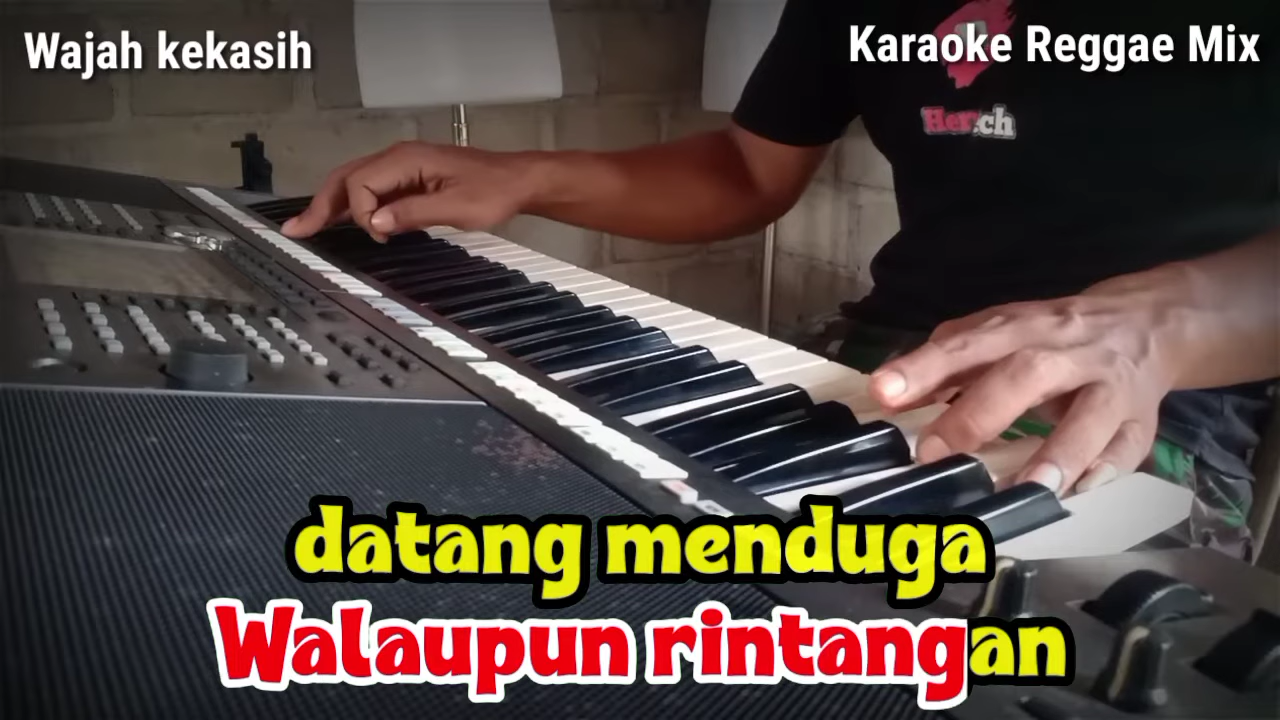 Wajah kekasih
Karaoke Reggae Mix
datang menduga
Walaupun rintangan